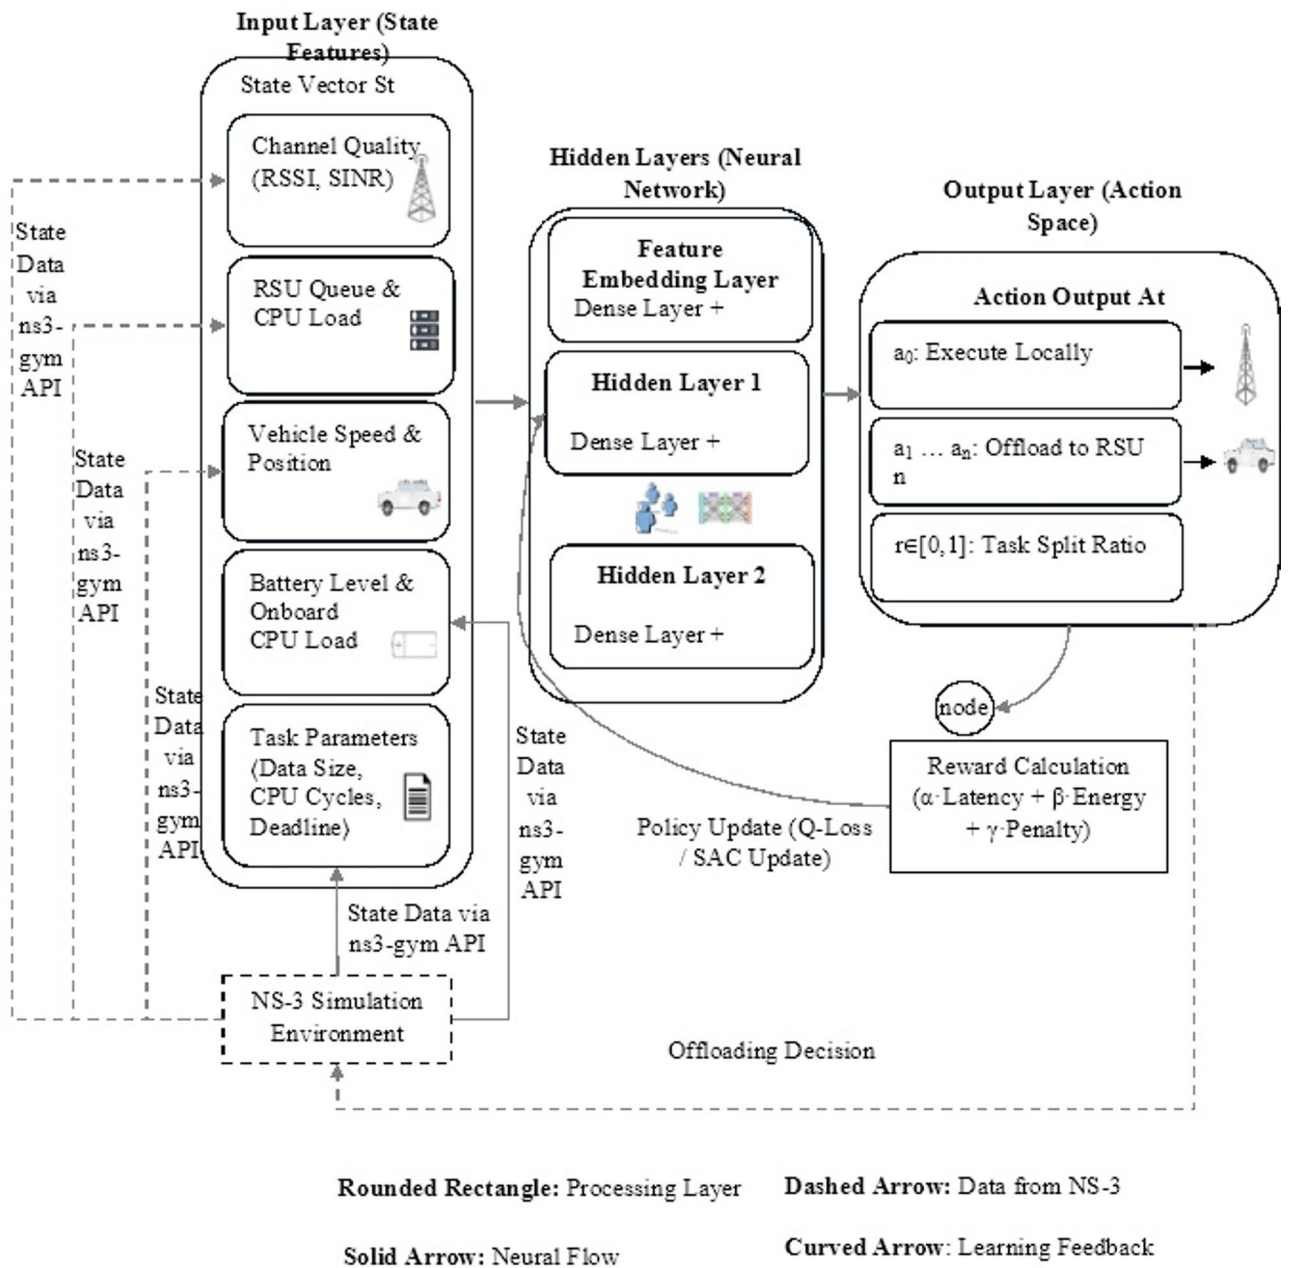 Input Layer (State
Features)
State Vector St
Channel Quality
(RSSI, SINR)
RSU Queue &
CPU Load
Vehicle Speed &
Position
Battery Level &
Onboard
CPU Load
Task Parameters
(Data Size,
CPU Cycles,
Deadline)
State
Data
via
ns3-
gym
API
State
Data
via
ns3-
gym
API
State
Data
via
ns3-
gym
API
State
Data
via
ns3-
gym
API
State Data via
ns3-gym API
NS-3 Simulation
Environment
Hidden Layers (Neural
Network)
Feature
Embedding Layer
Dense Layer +
Hidden Layer 1
Dense Layer +
Hidden Layer 2
Dense Layer +
Output Layer (Action
Space)
Action Output At
a₀: Execute Locally
a₁ … aₙ: Offload to RSU
n
r∈[0,1]: Task Split Ratio
node
Reward Calculation
(α·Latency + β·Energy
+ γ·Penalty)
Policy Update (Q-Loss
/ SAC Update)
Offloading Decision
Rounded Rectangle: Processing Layer
Dashed Arrow: Data from NS-3
Solid Arrow: Neural Flow
Curved Arrow: Learning Feedback